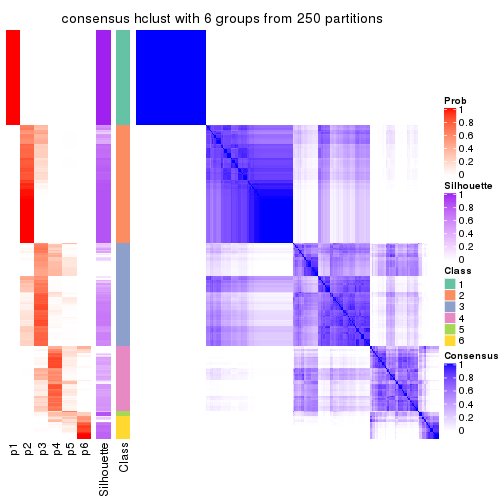 consensus hclust with 6 groups from 250 partitions
Prob
1
0.8
0.6
0.4
0.2
0
Silhouette
1
0.8
0.6
0.4
0.2
0
Class
1
2
3
4
5
6
Consensus
1
0.8
0.6
0.4
0.2
0
p1
p2
p3
p4
p5
p6
Silhouette
Class